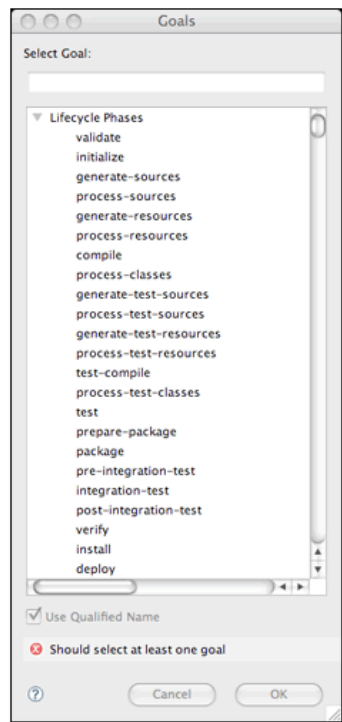 Goals
Select Goal:
Lifecycle Phases
validate
initialize
generate-sources
process-sources
generate-resources
process-resources
compile
process-classes
generate-test-sources
process-test-sources
generate-test-resources
process-test-resources
test-compile
process-test-classes
test
prepare-package
package
pre-integration-test
integration-test
post-integration-test
verify
install
deploy
Use Qualified Name
Should select at least one goal
? Cancel OK